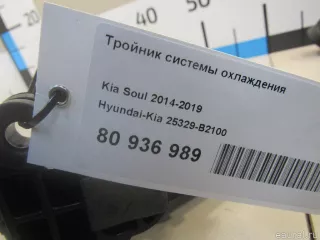 Тройник системы охлаждения
Kia Soul 2014-2019
Hyundai-Kia 25329-B2100
80 936 989